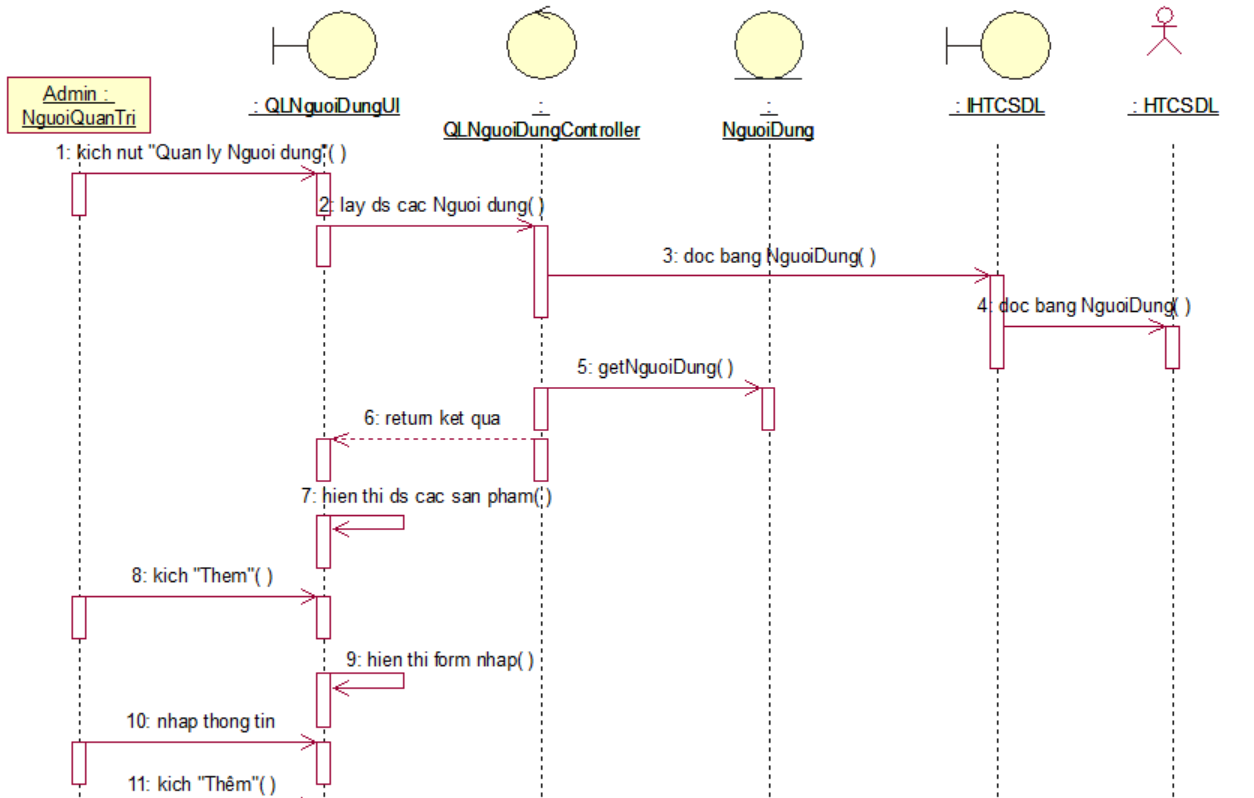 Admin :
NguoiQuanTri
: QLNguoiDungUI
:
QLNguoiDungController
:
NguoiDung
: IHTCSDL
: HTCSDL
1: kich nut "Quan ly Nguoi dung"( )
2: lay ds cac Nguoi dung( )
3: doc bang NguoiDung( )
4: doc bang NguoiDung( )
5: getNguoiDung( )
6: return ket qua
7: hien thi ds cac san pham( )
8: kich "Them"( )
9: hien thi form nhap( )
10: nhap thong tin
11: kich "Thêm"( )